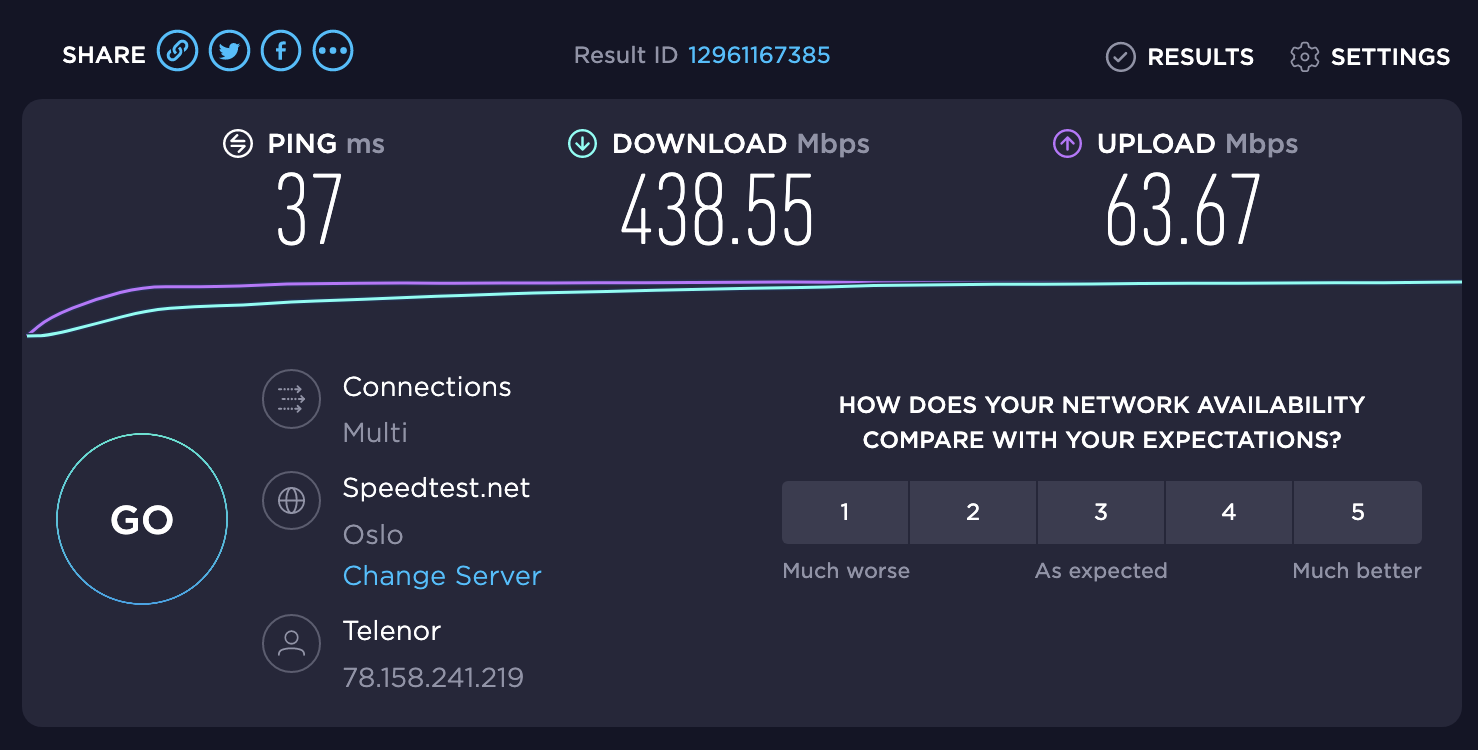 SHARE
Result ID 12961167385
RESULTS
SETTINGS
PING ms
37
DOWNLOAD Mbps
438.55
UPLOAD Mbps
63.67
GO
Connections
Multi
Speedtest.net
Oslo
Change Server
Telenor
78.158.241.219
HOW DOES YOUR NETWORK AVAILABILITY
COMPARE WITH YOUR EXPECTATIONS?
1 2 3 4 5
Much worse As expected Much better